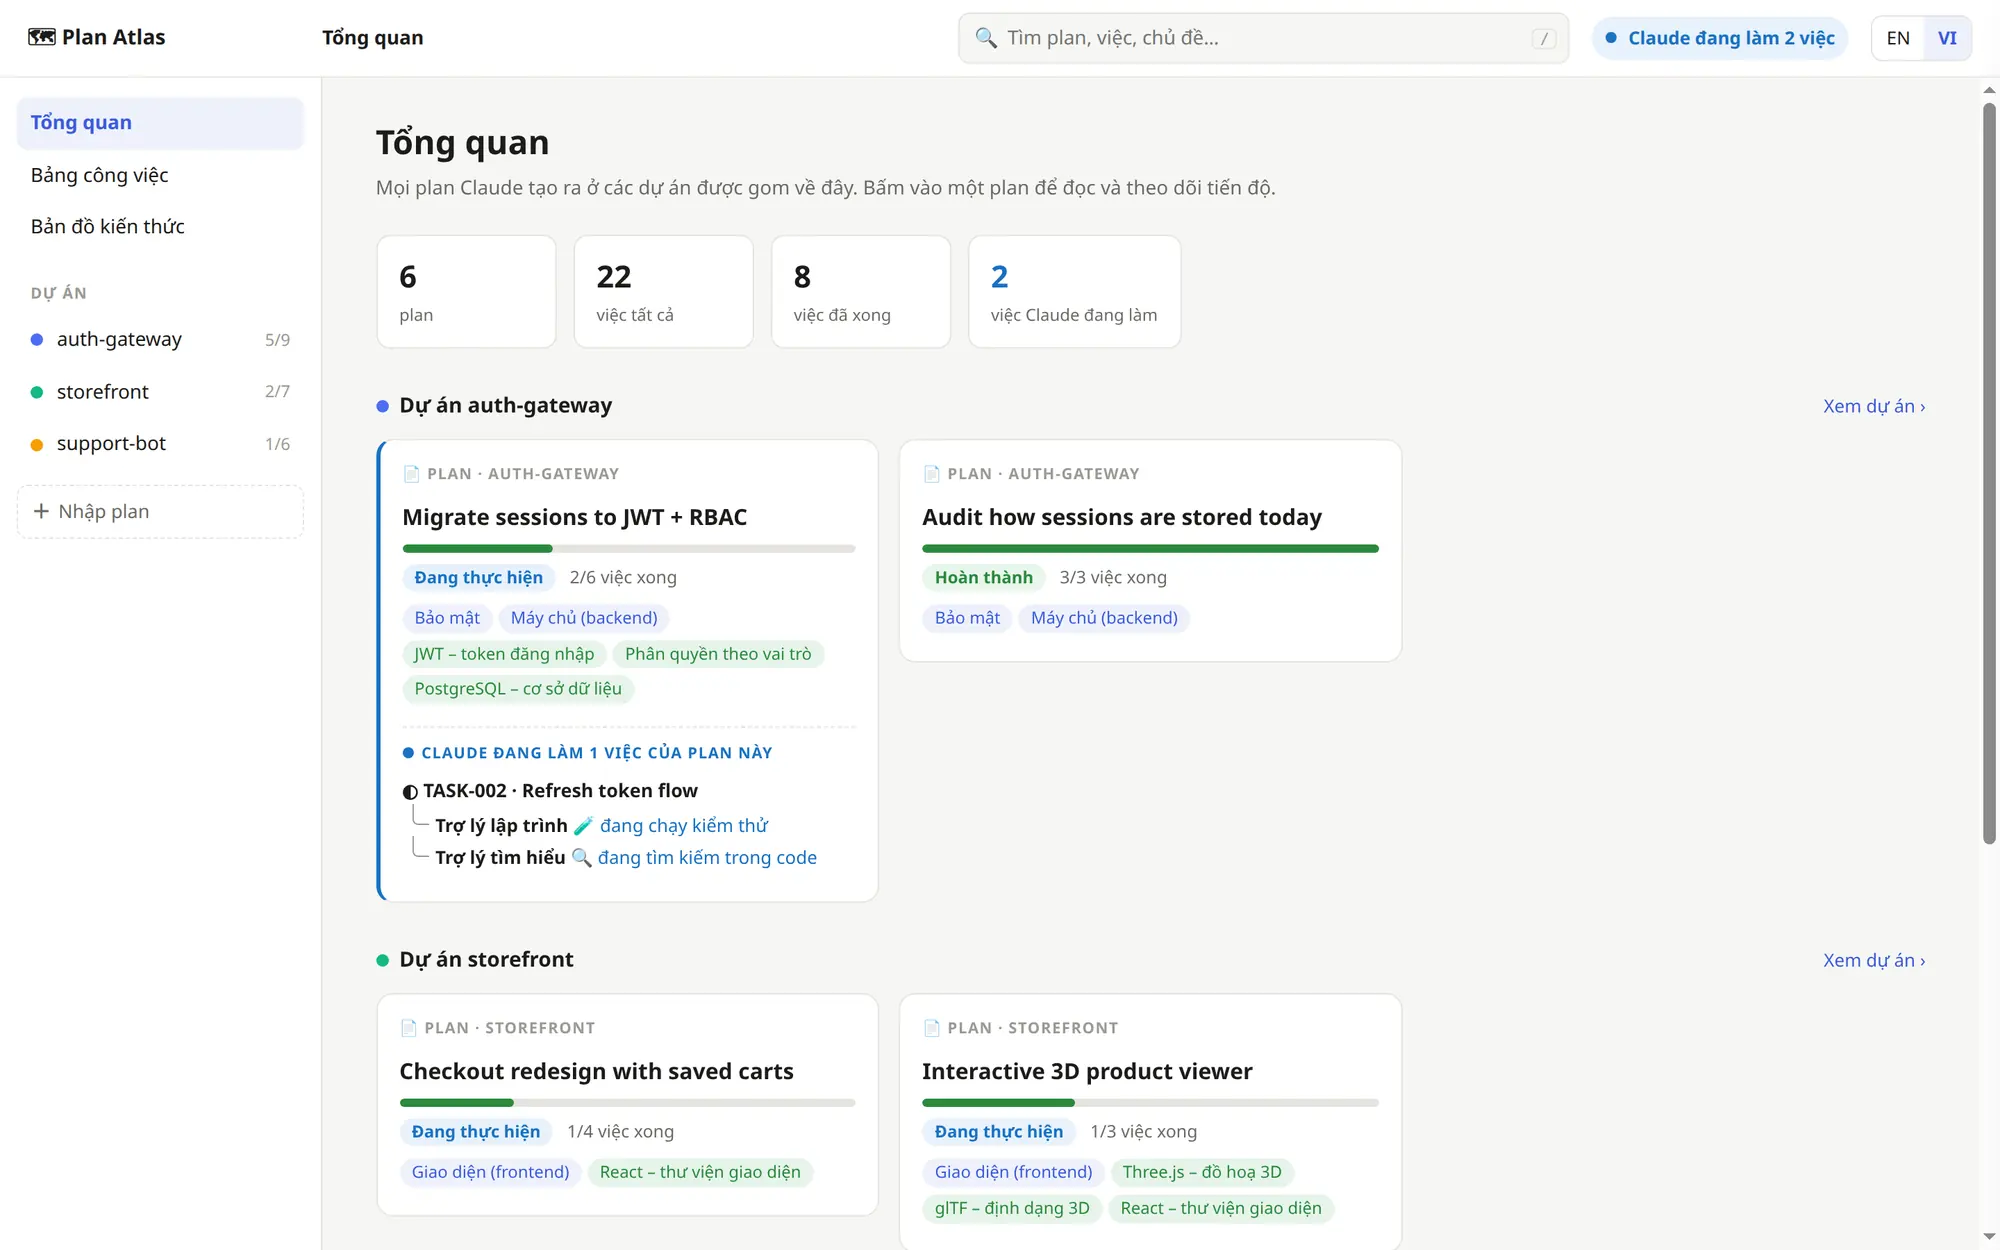 Plan Atlas
Tổng quan
Tìm plan, việc, chủ đề...
/
Claude đang làm 2 việc
EN
VI
Tổng quan
Bảng công việc
Bản đồ kiến thức
DỰ ÁN
auth-gateway 5/9
storefront 2/7
support-bot 1/6
+ Nhập plan
Tổng quan
Mọi plan Claude tạo ra ở các dự án được gom về đây. Bấm vào một plan để đọc và theo dõi tiến độ.
6
plan
22
việc tất cả
8
việc đã xong
2
việc Claude đang làm
Dự án auth-gateway
Xem dự án ›
PLAN · AUTH-GATEWAY
Migrate sessions to JWT + RBAC
Đang thực hiện 2/6 việc xong
Bảo mật Máy chủ (backend)
JWT – token đăng nhập Phân quyền theo vai trò
PostgreSQL – cơ sở dữ liệu
CLAUDE ĐANG LÀM 1 VIỆC CỦA PLAN NÀY
TASK-002 · Refresh token flow
Trợ lý lập trình đang chạy kiểm thử
Trợ lý tìm hiểu đang tìm kiếm trong code
PLAN · AUTH-GATEWAY
Audit how sessions are stored today
Hoàn thành 3/3 việc xong
Bảo mật Máy chủ (backend)
Dự án storefront
Xem dự án ›
PLAN · STOREFRONT
Checkout redesign with saved carts
Đang thực hiện 1/4 việc xong
Giao diện (frontend) React – thư viện giao diện
PLAN · STOREFRONT
Interactive 3D product viewer
Đang thực hiện 1/3 việc xong
Giao diện (frontend) Three.js – đồ hoạ 3D
glTF – định dạng 3D React – thư viện giao diện